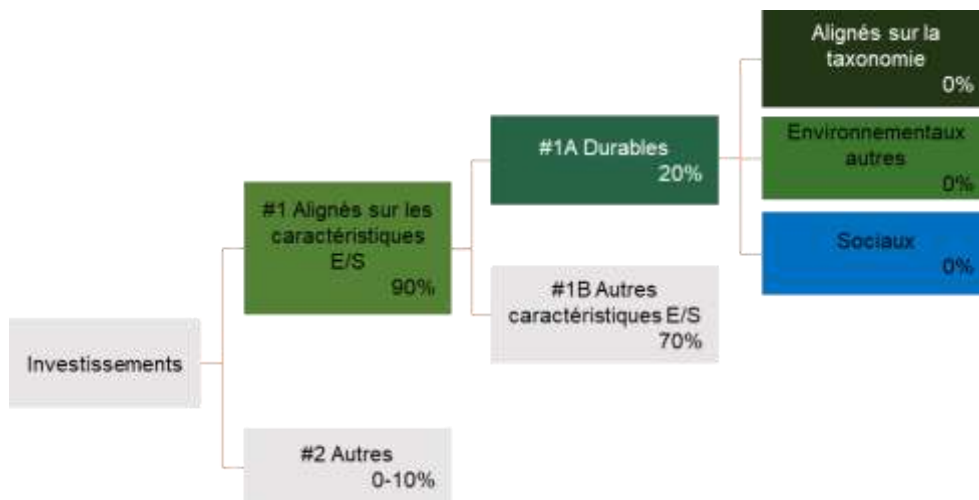 Investissements
#1 Alignés sur les
caractéristiques
E/S
90%
#2 Autres
0-10%
#1A Durables
20%
#1B Autres
caractéristiques E/S
70%
Alignés sur la
taxonomie
0%
Environnementaux
autres
0%
Sociaux
0%